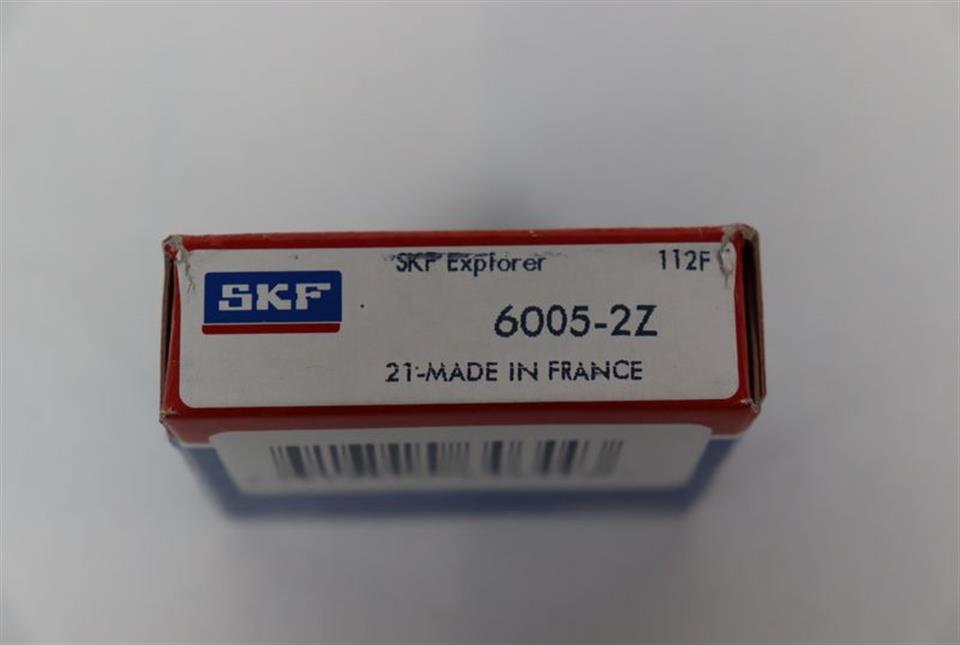 SKF Explorer 112F
SKF
6005-2Z
21-MADE IN FRANCE